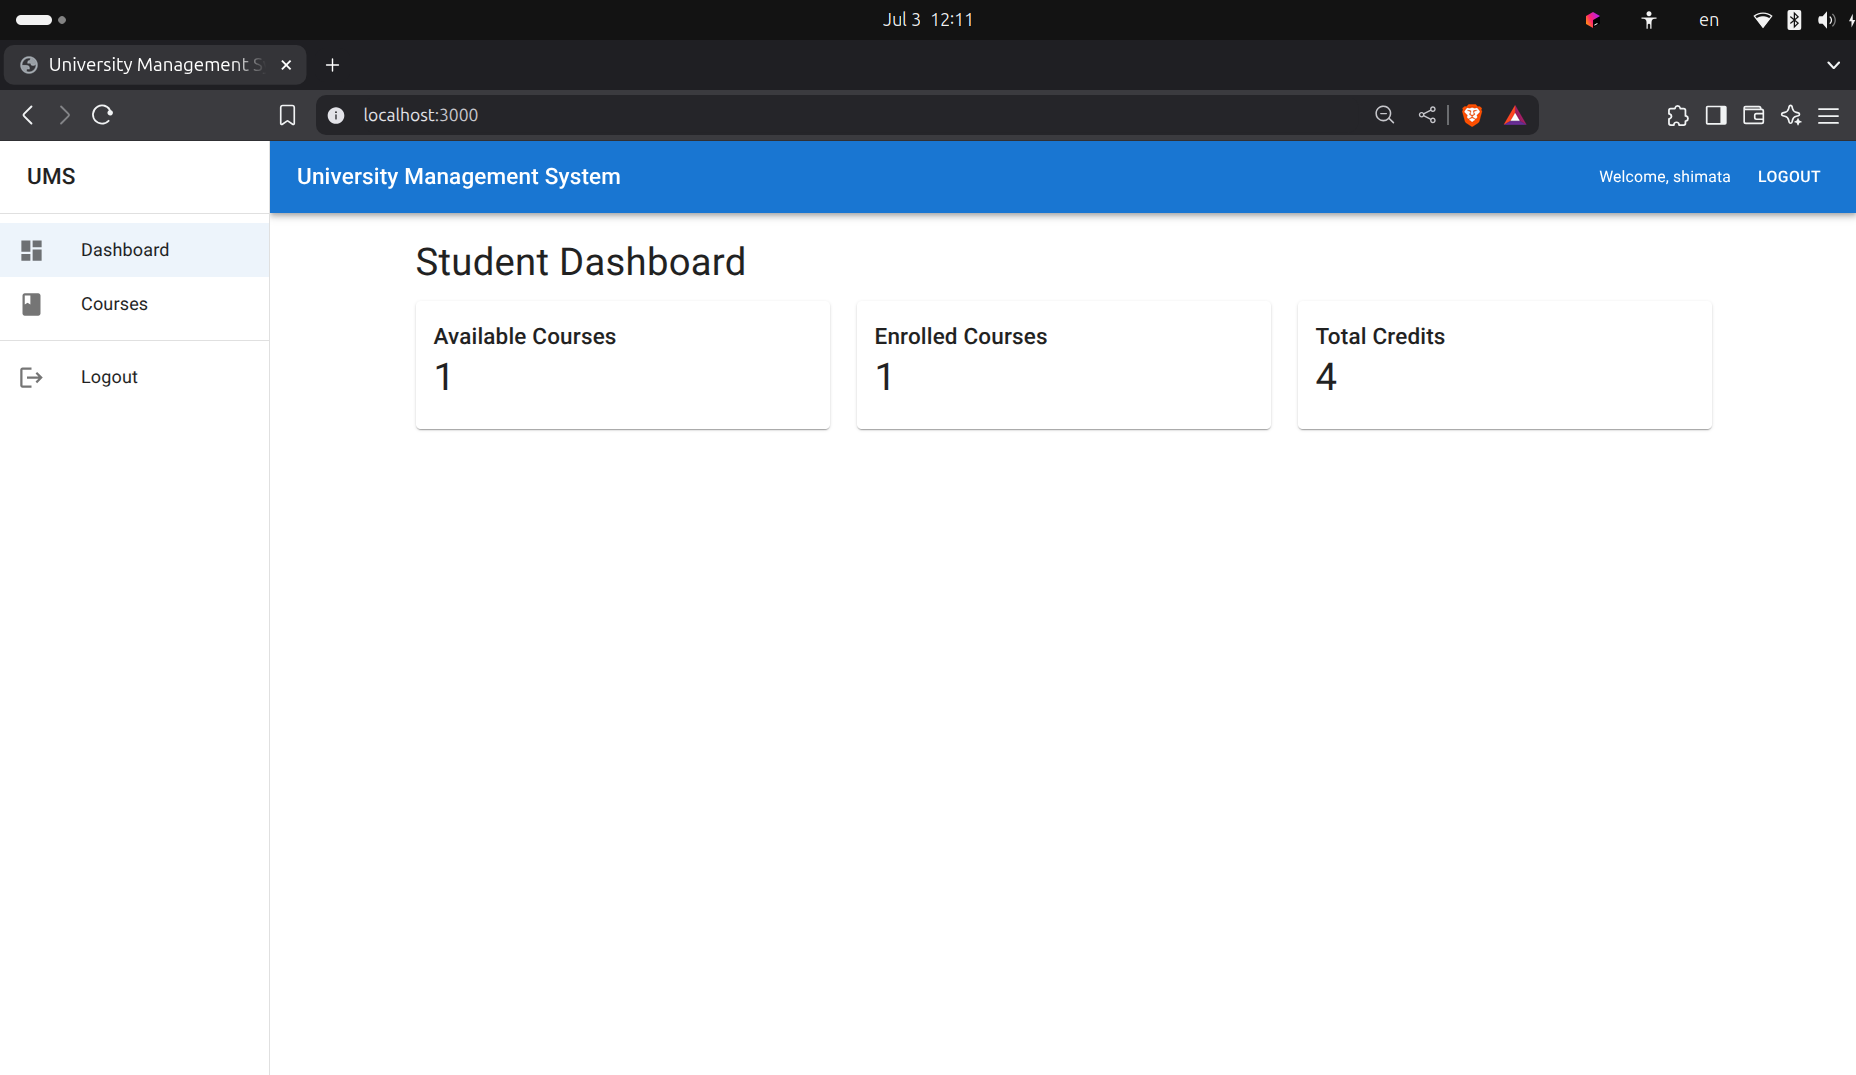 Jul 3 12:11
en
University Management S
localhost:3000
UMS
University Management System
Welcome, shimata
LOGOUT
Dashboard
Courses
Logout
Student Dashboard
Available Courses
1
Enrolled Courses
1
Total Credits
4